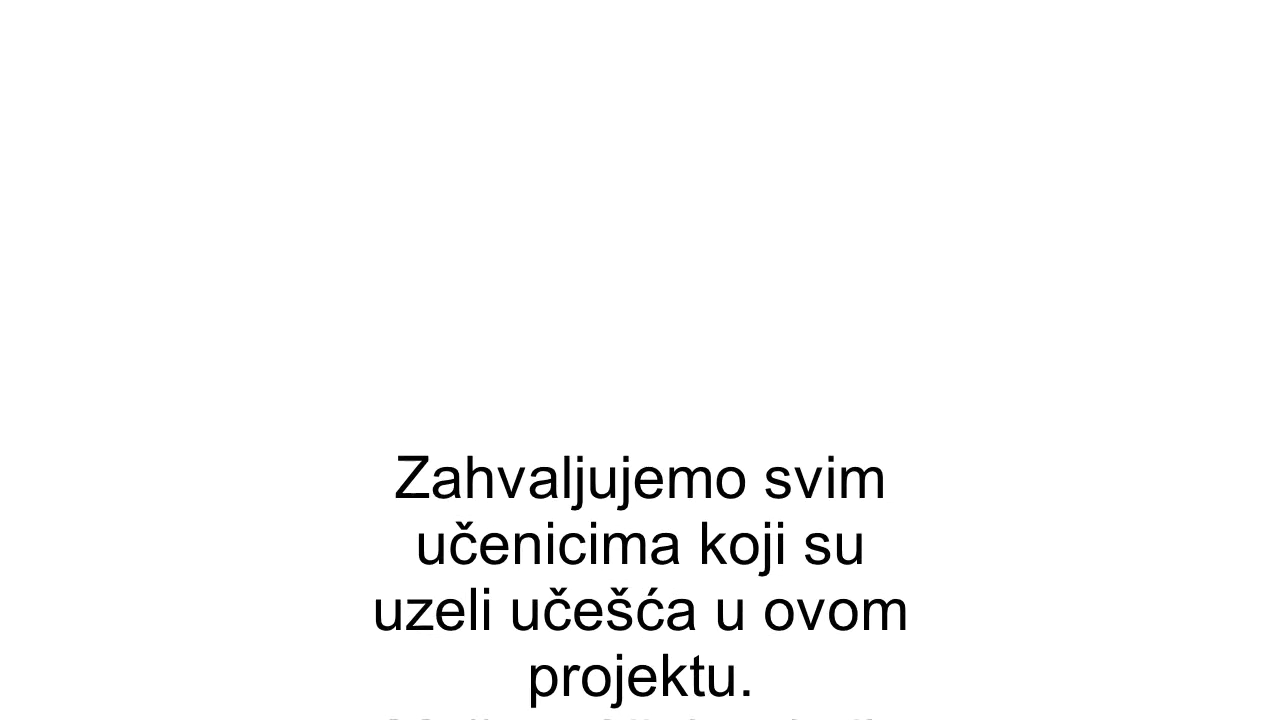 Zahvaljujemo svim
učenicima koji su
uzeli učešća u ovom
projektu.